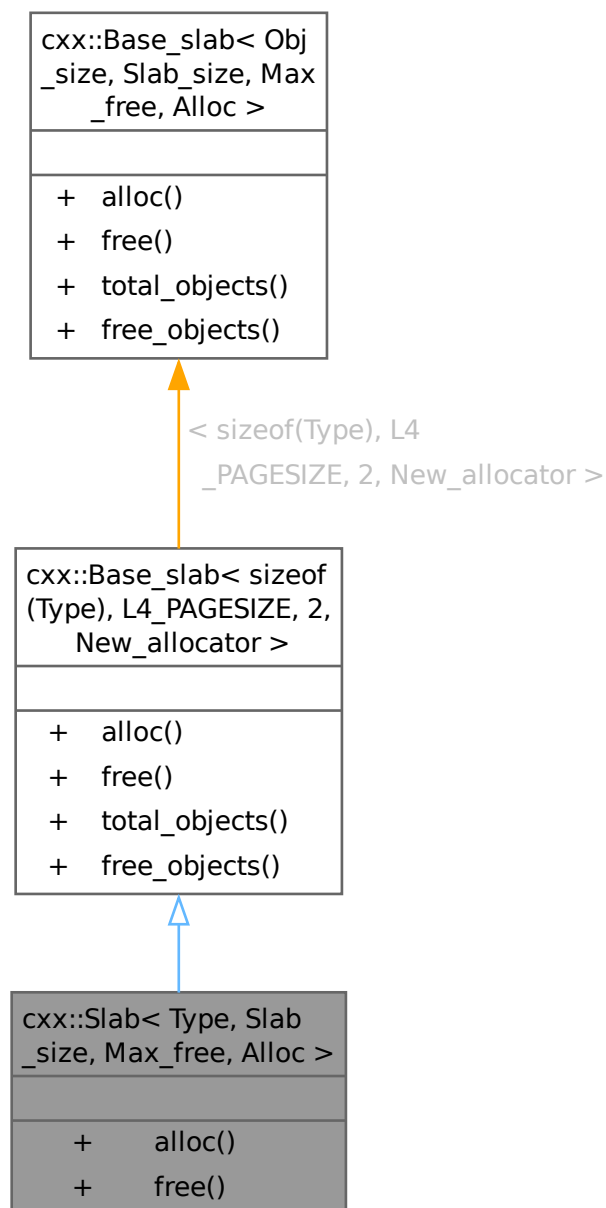 cxx::Base_slab< Obj
_size, Slab_size, Max
_free, Alloc >
+ alloc()
+ free()
+ total_objects()
+ free_objects()
< sizeof(Type), L4
_PAGESIZE, 2, New_allocator >
cxx::Base_slab< sizeof
(Type), L4_PAGESIZE, 2,
New_allocator >
+ alloc()
+ free()
+ total_objects()
+ free_objects()
cxx::Slab< Type, Slab
_size, Max_free, Alloc >
+ alloc()
+ free()